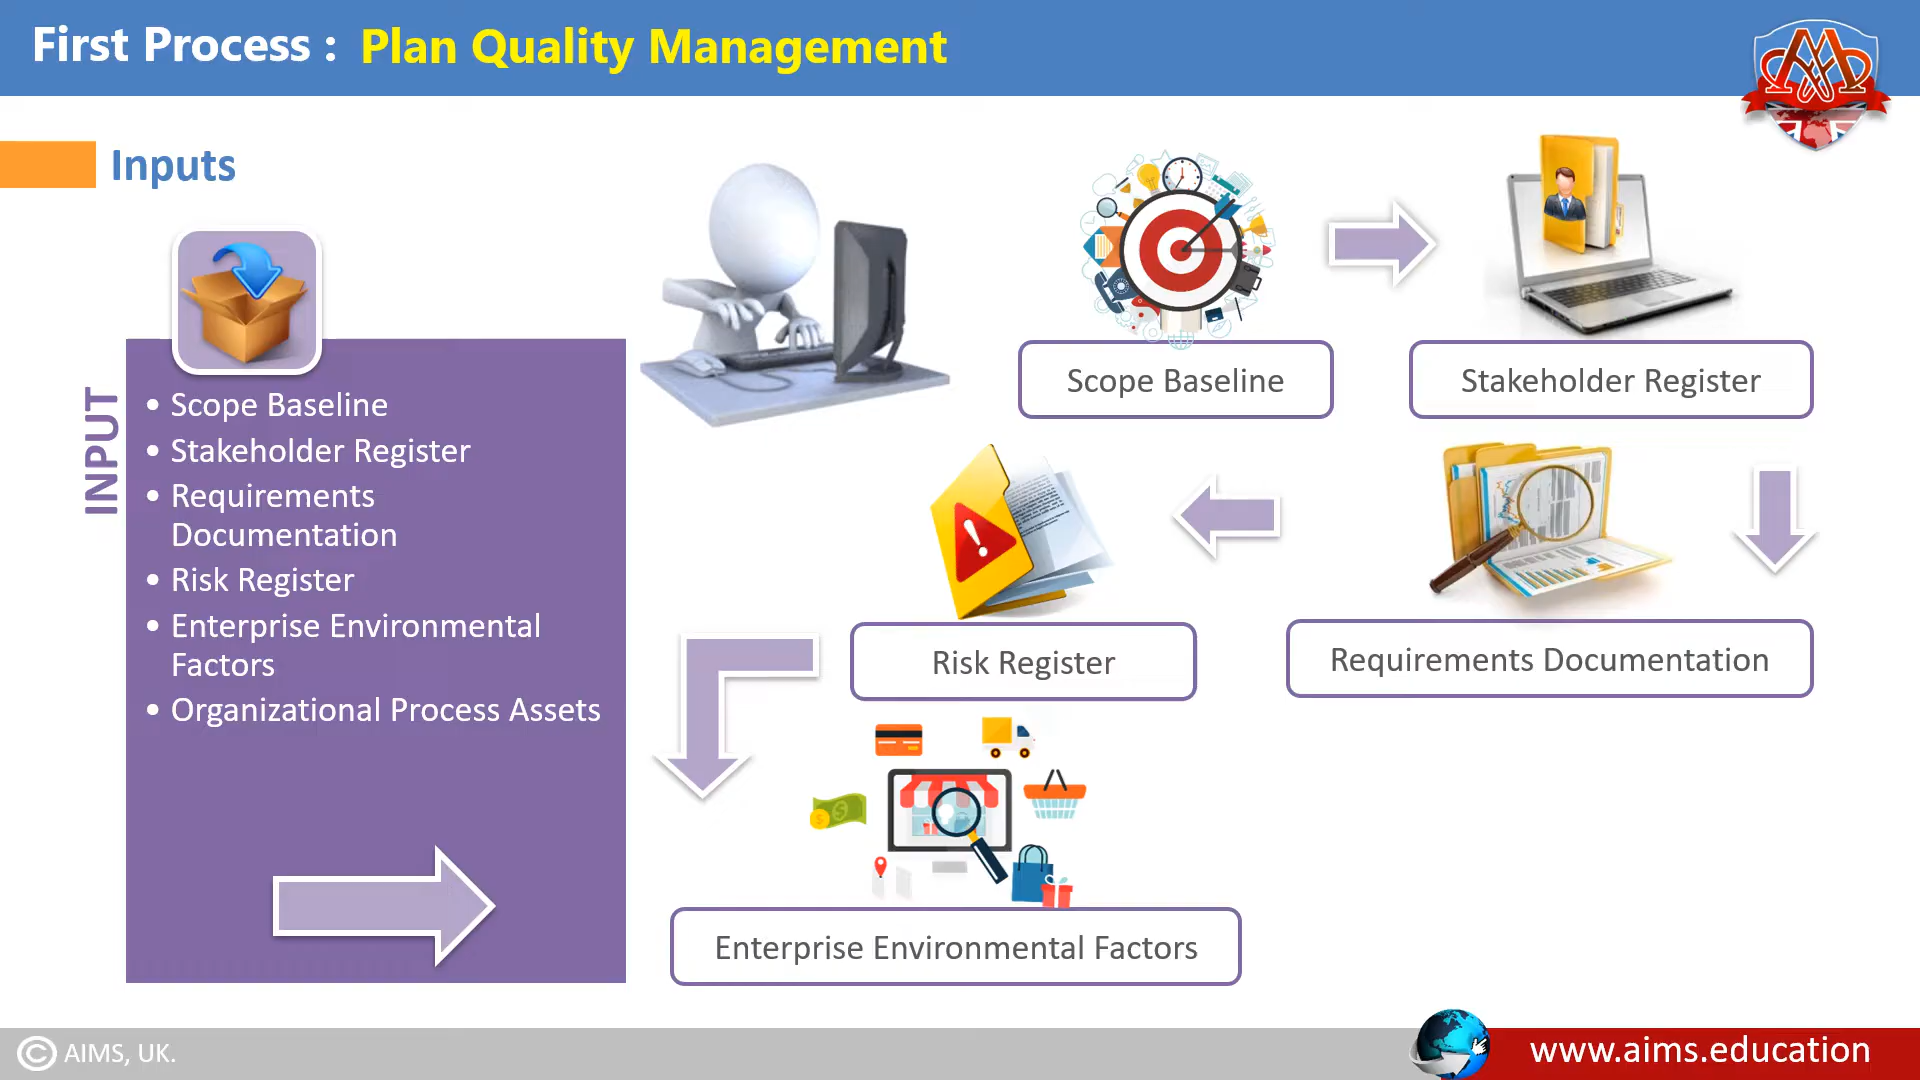 First Process : Plan Quality Management
Inputs
INPUT
• Scope Baseline
• Stakeholder Register
• Requirements
Documentation
• Risk Register
• Enterprise Environmental
Factors
• Organizational Process Assets
Scope Baseline
Stakeholder Register
Risk Register
Requirements Documentation
Enterprise Environmental Factors
© AIMS, UK.
www.aims.education